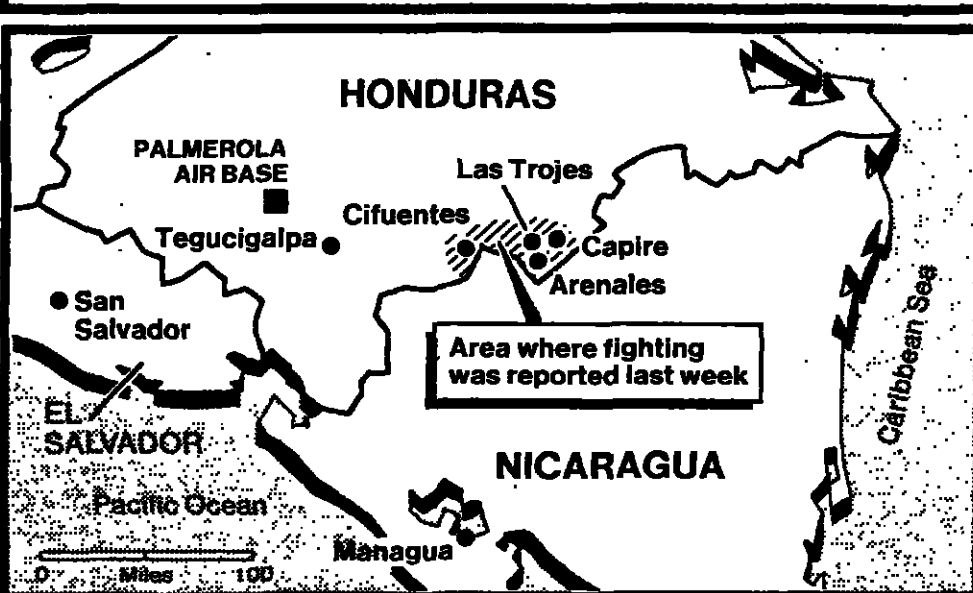 HONDURAS
PALMEROLA
AIR BASE
Las Trojes
Cifuentes
Tegucigalpa
Capire
Arenales
San
Salvador
Area where fighting
was reported last week
Caribbean Sea
EL
SALVADOR
NICARAGUA
Pacific Ocean
Managua
0 Miles 100